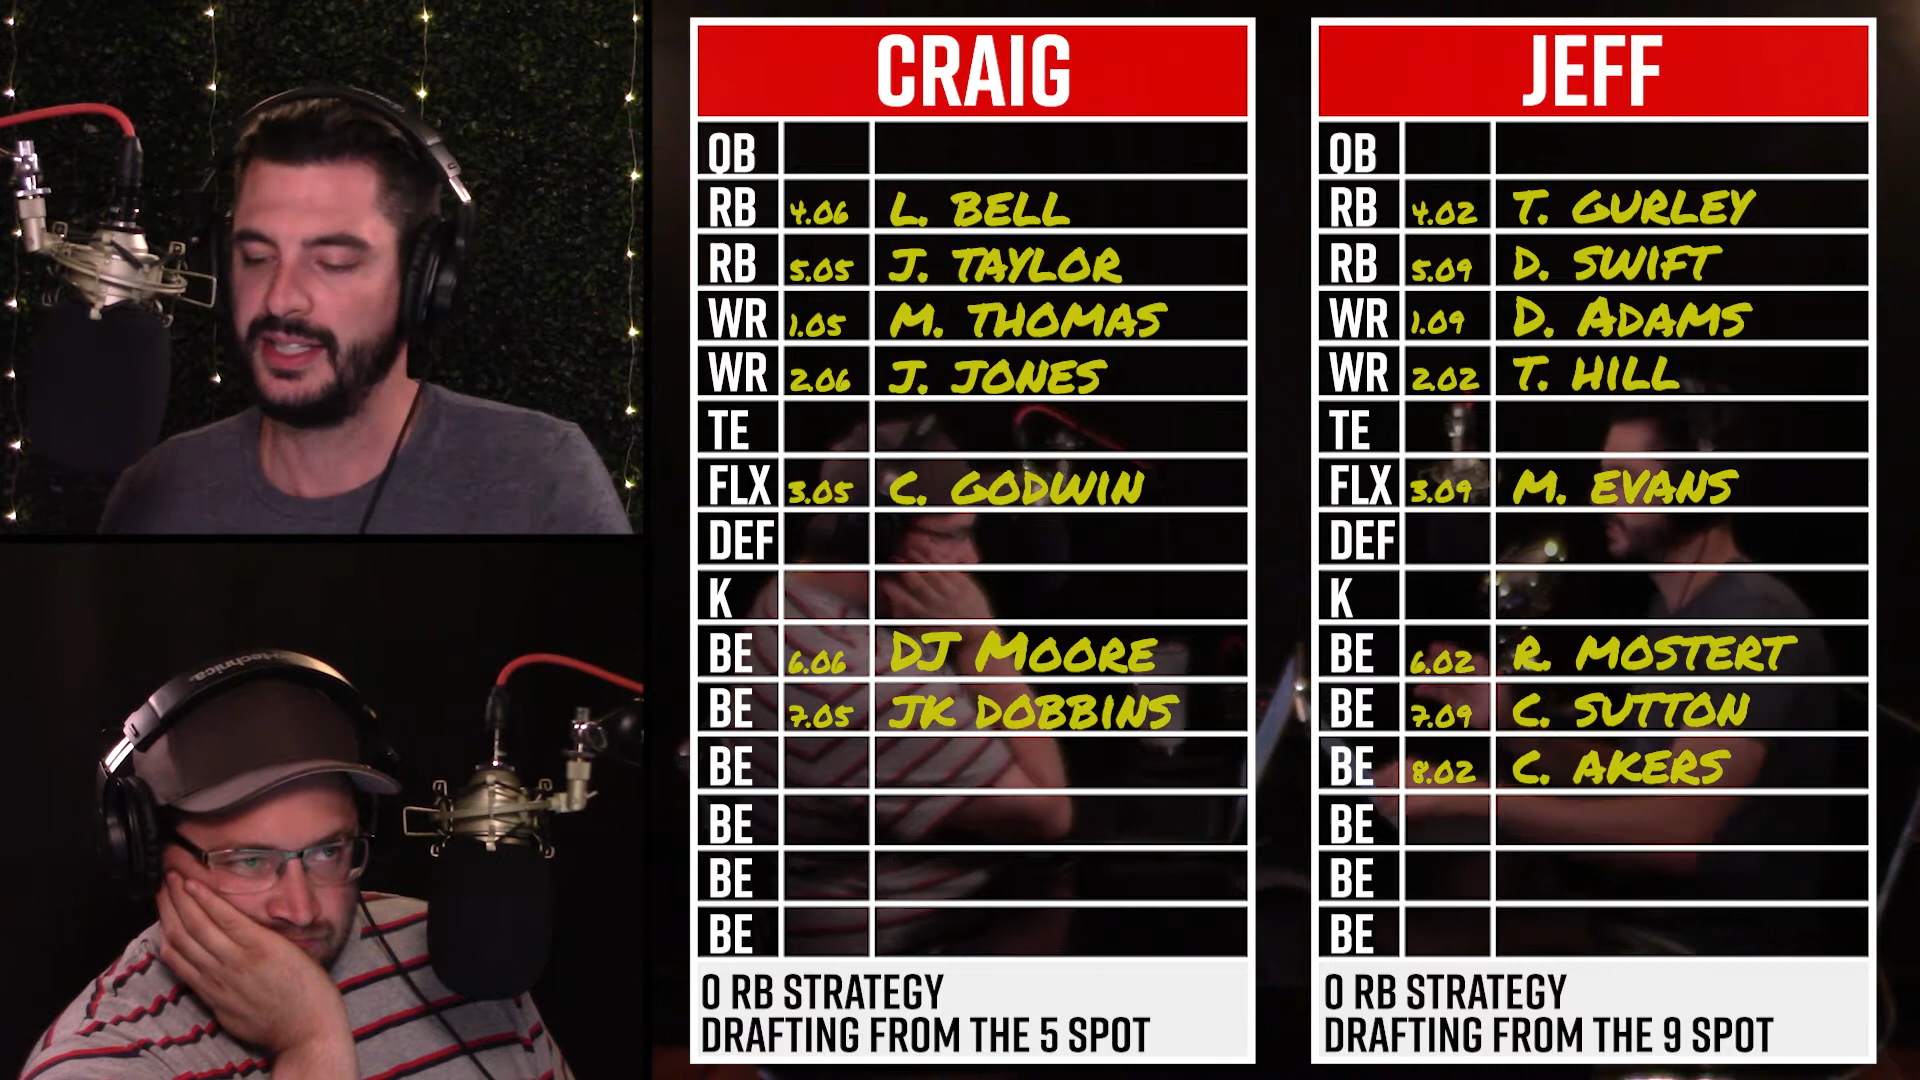 CRAIG
QB
RB 4.06 L. BELL
RB 5.05 J. TAYLOR
WR 1.05 M. THOMAS
WR 2.06 J. JONES
TE
FLX 3.05 C. GODWIN
DEF
K
BE 6.06 DJ MOORE
BE 7.05 JK DOBBINS
BE
BE
BE
BE
0 RB STRATEGY
DRAFTING FROM THE 5 SPOT
JEFF
QB
RB 4.02 T. GURLEY
RB 5.09 D. SWIFT
WR 1.09 D. ADAMS
WR 2.02 T. HILL
TE
FLX 3.09 M. EVANS
DEF
K
BE 6.02 R. MOSTERT
BE 7.09 C. SUTTON
BE 8.02 C. AKERS
BE
BE
BE
0 RB STRATEGY
DRAFTING FROM THE 9 SPOT